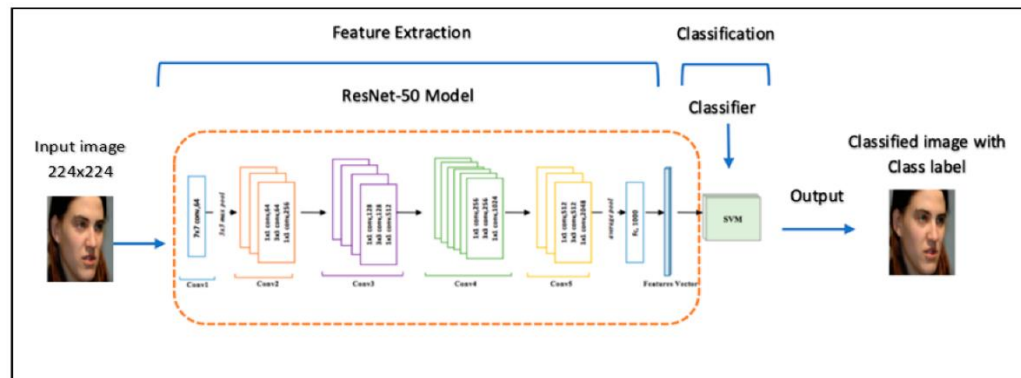 Feature Extraction
Classification
ResNet-50 Model
Classifier
Input image
224x224
Classified image with
Class label
7x7 conv,64
3x3 max pool
1x1 conv,64
3x3 conv,64
1x1 conv,256
1x1 conv,128
3x3 conv,128
1x1 conv,512
1x1 conv,256
3x3 conv,256
1x1 conv,1024
1x1 conv,512
3x3 conv,512
1x1 conv,2048
average pool
fc, 1000
SVM
Output
Conv1
Conv2
Conv3
Conv4
Conv5
Features Vector